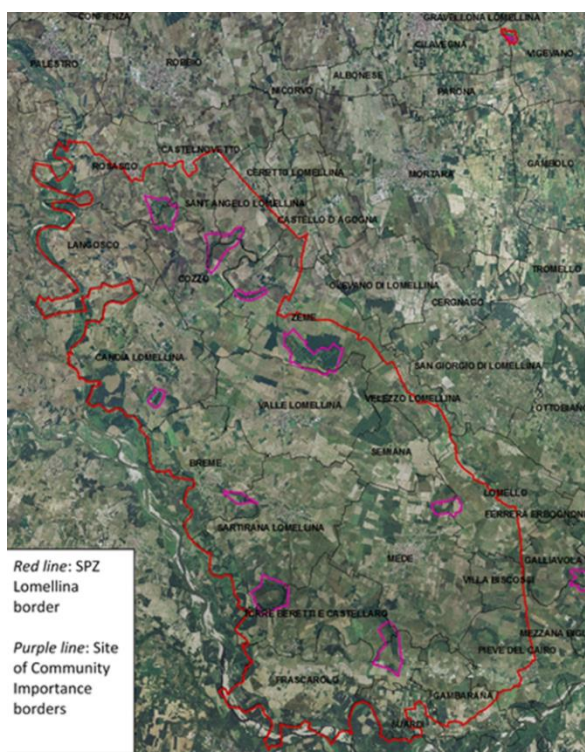 CONFIENZA
GRAVELLONA LOMELLINA
CILAVEGNA
VIGEVANO
PALESTRO
ROBBIO
ALBONESE
NICORVO
PARONA
CASTELNOVETTO
ROSASCO
CERETTO LOMELLINA
MORTARA
GAMBOLO
SANT'ANGELO LOMELLINA
CASTELLO D'AGOGNA
LANGOSCO
COZZO
OLEVANO DI LOMELLINA
TROMELLO
CERGNAGO
ZEME
CANDIA LOMELLINA
SAN GIORGIO DI LOMELLINA
VALLE LOMELLINA
VELEZZO LOMELLINA
OTTOBIANO
SEMIANA
BREME
LOMELLO
FERRERA ERBOGNONE
SARTIRANA LOMELLINA
MEDE
GALLIAVOLA
VILLA BISCOSSI
TORRE BERETTI E CASTELLARO
MEZZANA BIGLI
PIEVE DEL CAIRO
FRASCAROLO
GAMBARANA
SUARDI
Red line: SPZ
Lomellina
border
Purple line: Site
of Community
Importance
borders